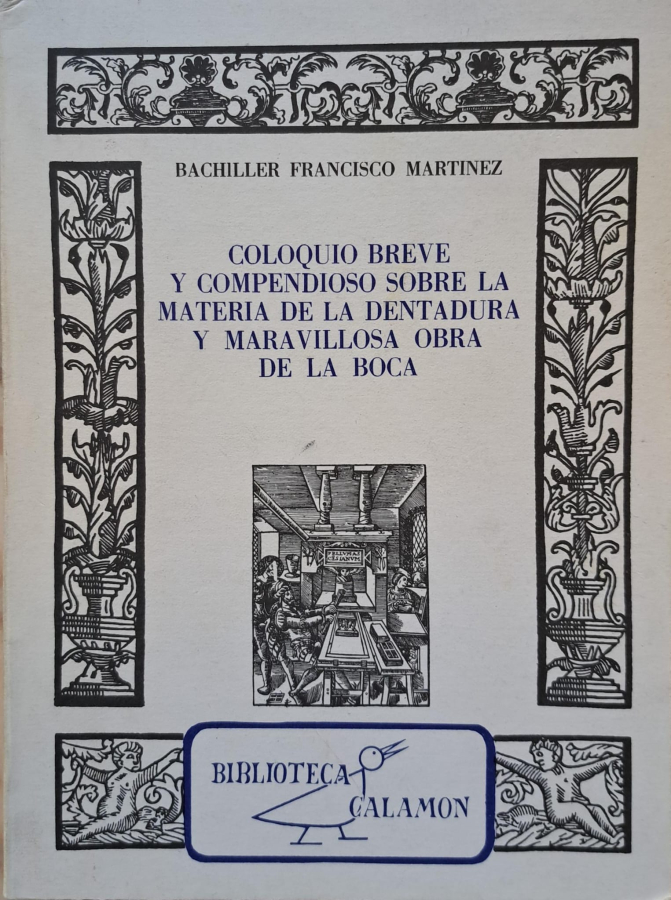 BACHILLER FRANCISCO MARTINEZ
COLOQUIO BREVE
Y COMPENDIOSO SOBRE LA
MATERIA DE LA DENTADURA
Y MARAVILLOSA OBRA
DE LA BOCA
BIBLIOTECA
CALAMON